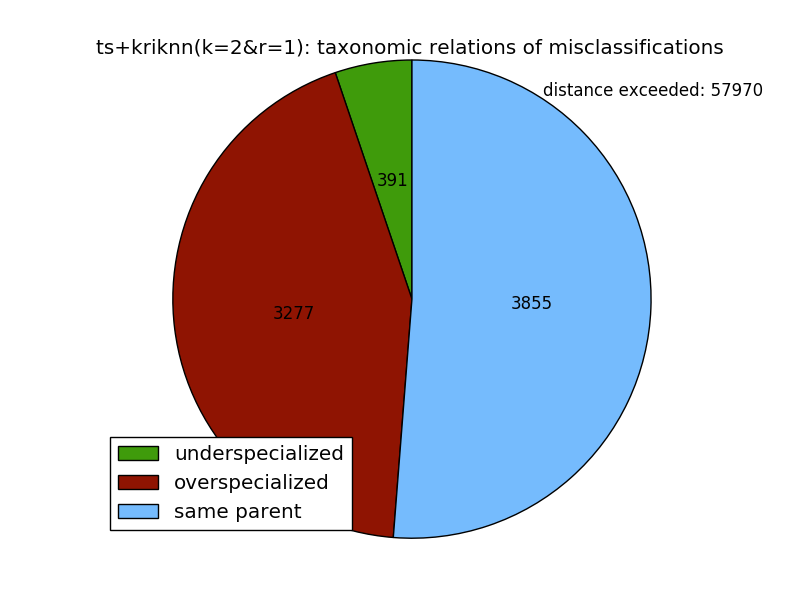 ts+kriknn(k=2&r=1): taxonomic relations of misclassifications
distance exceeded: 57970
391
3277
3855
underspecialized
overspecialized
same parent